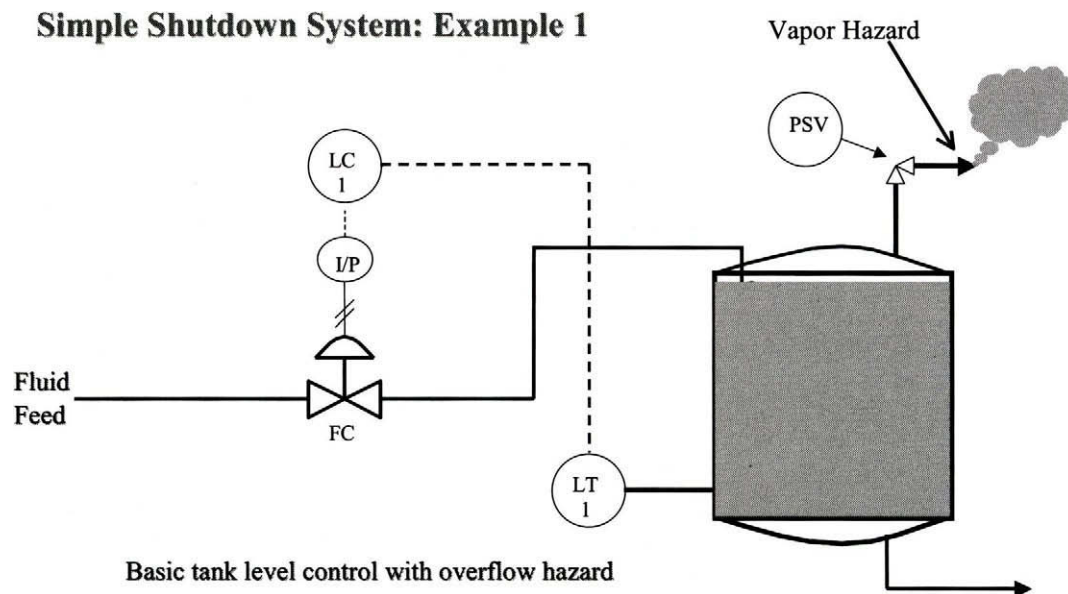 Simple Shutdown System: Example 1
Vapor Hazard
PSV
LC
1
I/P
Fluid
Feed
FC
LT
1
Basic tank level control with overflow hazard